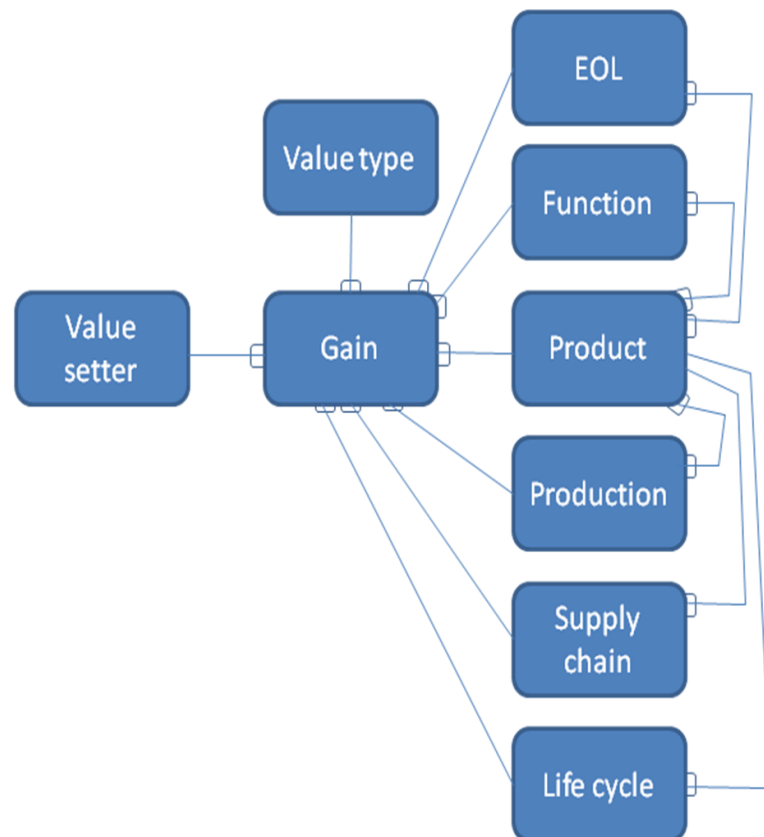 EOL
Value type
Function
Value
setter
Gain
Product
Production
Supply
chain
Life cycle